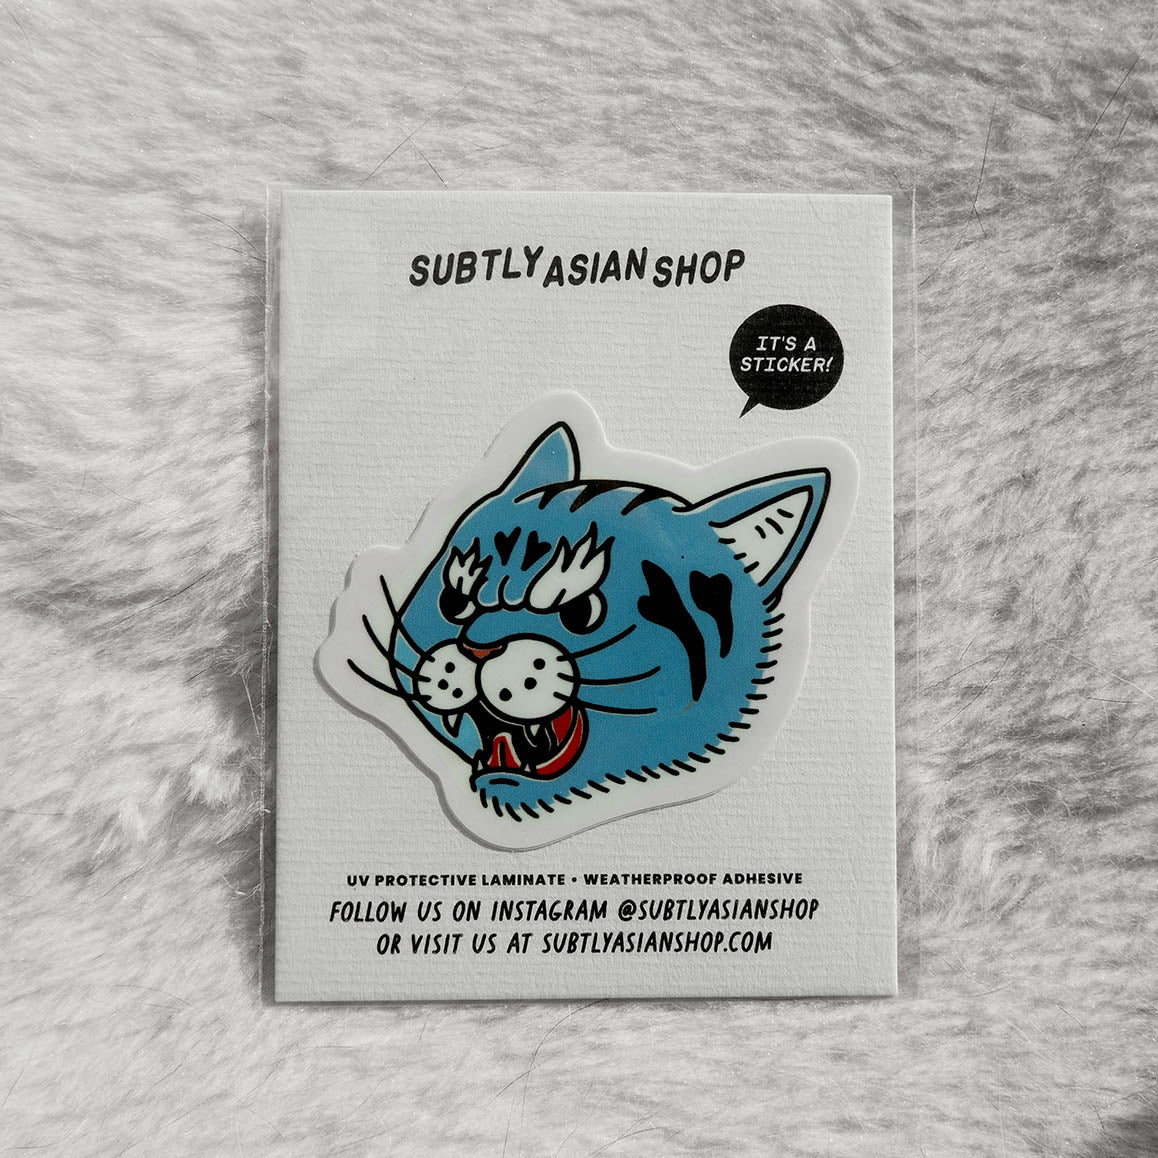 SUBTLY ASIAN SHOP
IT'S A
STICKER!
UV PROTECTIVE LAMINATE • WEATHERPROOF ADHESIVE
FOLLOW US ON INSTAGRAM @SUBTLYASIANSHOP
OR VISIT US AT SUBTLYASIANSHOP.COM